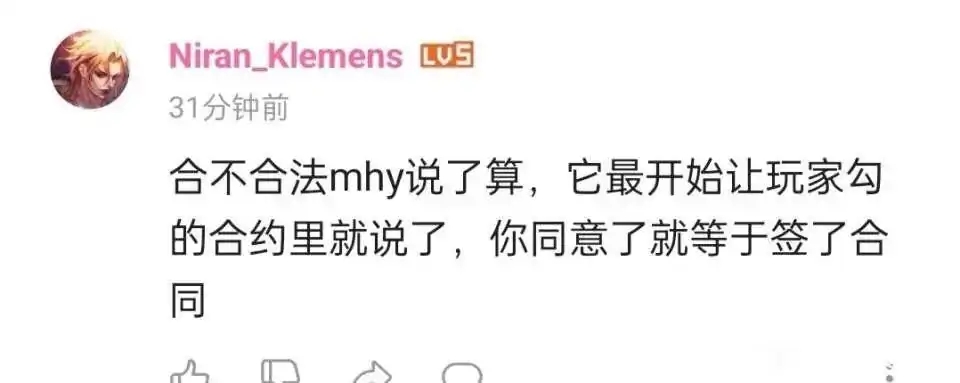 Niran_Klemens LV5
31分钟前
合不合法mhy说了算，它最开始让玩家勾
的合约里就说了，你同意了就等于签了合
同